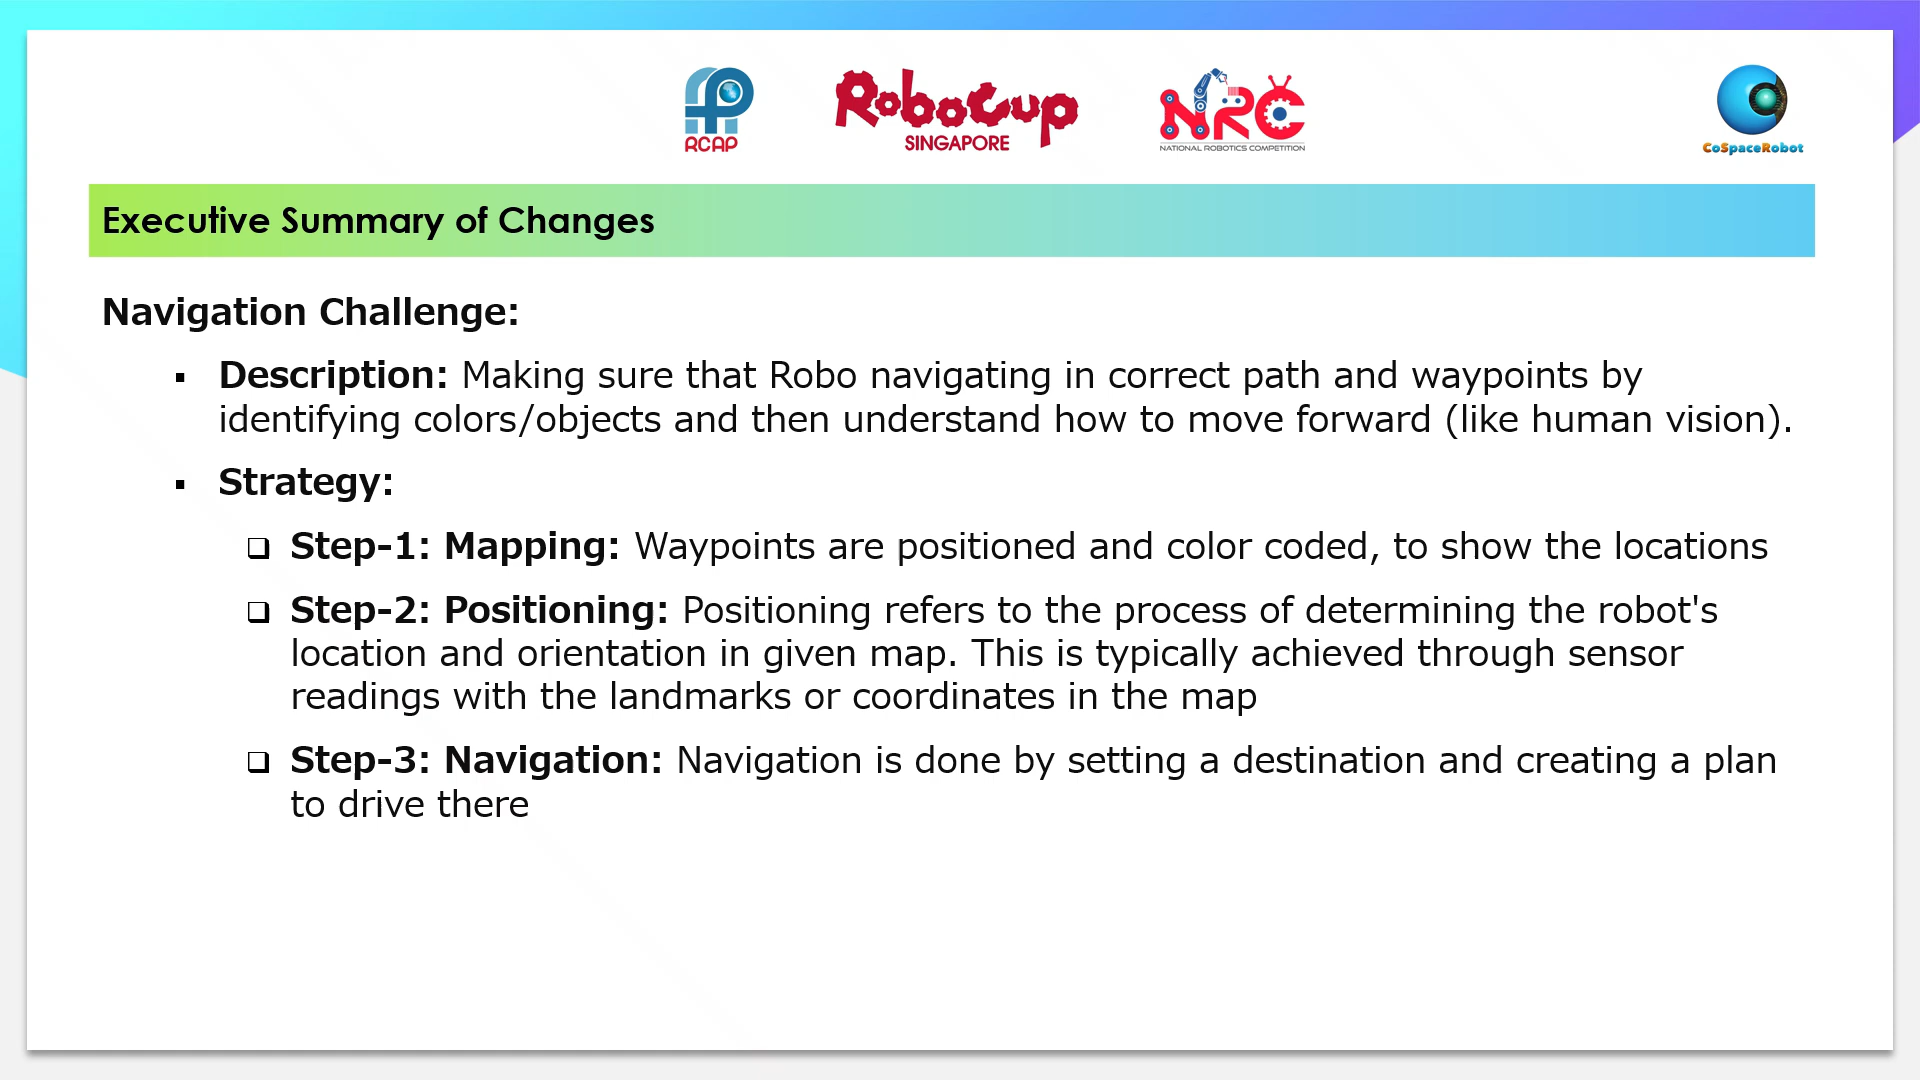 RCAP
RoboCup
SINGAPORE
NRC
NATIONAL ROBOTICS COMPETITION
CoSpaceRobot
Executive Summary of Changes
Navigation Challenge:
▪ Description: Making sure that Robo navigating in correct path and waypoints by
identifying colors/objects and then understand how to move forward (like human vision).
▪ Strategy:
❑ Step-1: Mapping: Waypoints are positioned and color coded, to show the locations
❑ Step-2: Positioning: Positioning refers to the process of determining the robot's
location and orientation in given map. This is typically achieved through sensor
readings with the landmarks or coordinates in the map
❑ Step-3: Navigation: Navigation is done by setting a destination and creating a plan
to drive there